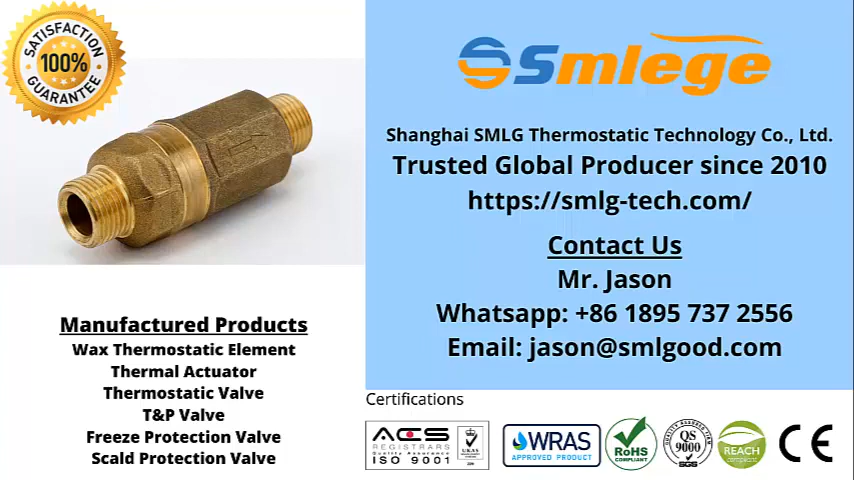 SATISFACTION
100%
GUARANTEE
Smlege
Shanghai SMLG Thermostatic Technology Co., Ltd.
Trusted Global Producer since 2010
https://smlg-tech.com/
Contact Us
Mr. Jason
Whatsapp: +86 1895 737 2556
Email: jason@smlgood.com
Manufactured Products
Wax Thermostatic Element
Thermal Actuator
Thermostatic Valve
T&P Valve
Freeze Protection Valve
Scald Protection Valve
Certifications
ACS
REGISTRARS
ISO 9001
UKAS
WRAS
APPROVED PRODUCT
RoHS
COMPLIANT
QS
9000
SGS
REACH
CE